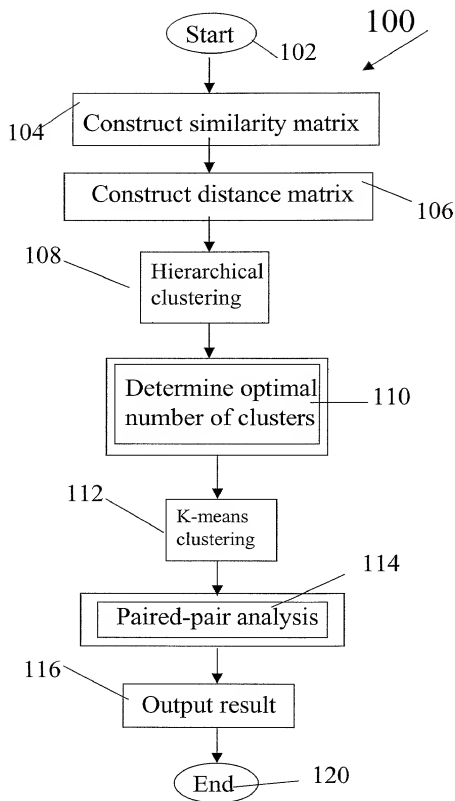 Start
100
102
104
Construct similarity matrix
Construct distance matrix
106
108
Hierarchical
clustering
Determine optimal
number of clusters
110
112
K-means
clustering
114
Paired-pair analysis
116
Output result
End
120